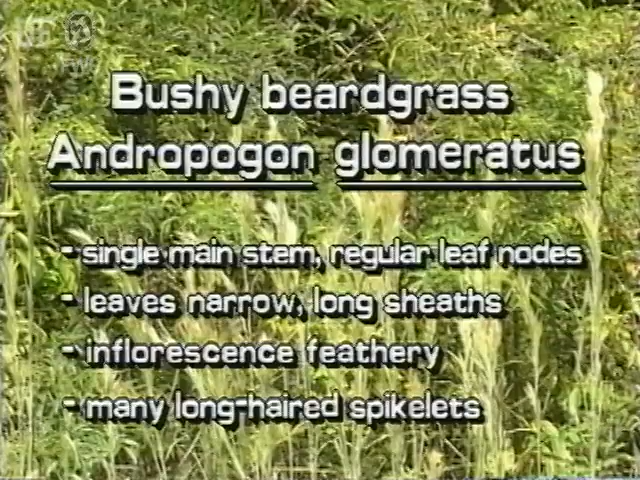 Bushy beardgrass
Andropogon glomeratus
- single main stem, regular leaf nodes
- leaves narrow, long sheaths
- inflorescence feathery
- many long-haired spikelets